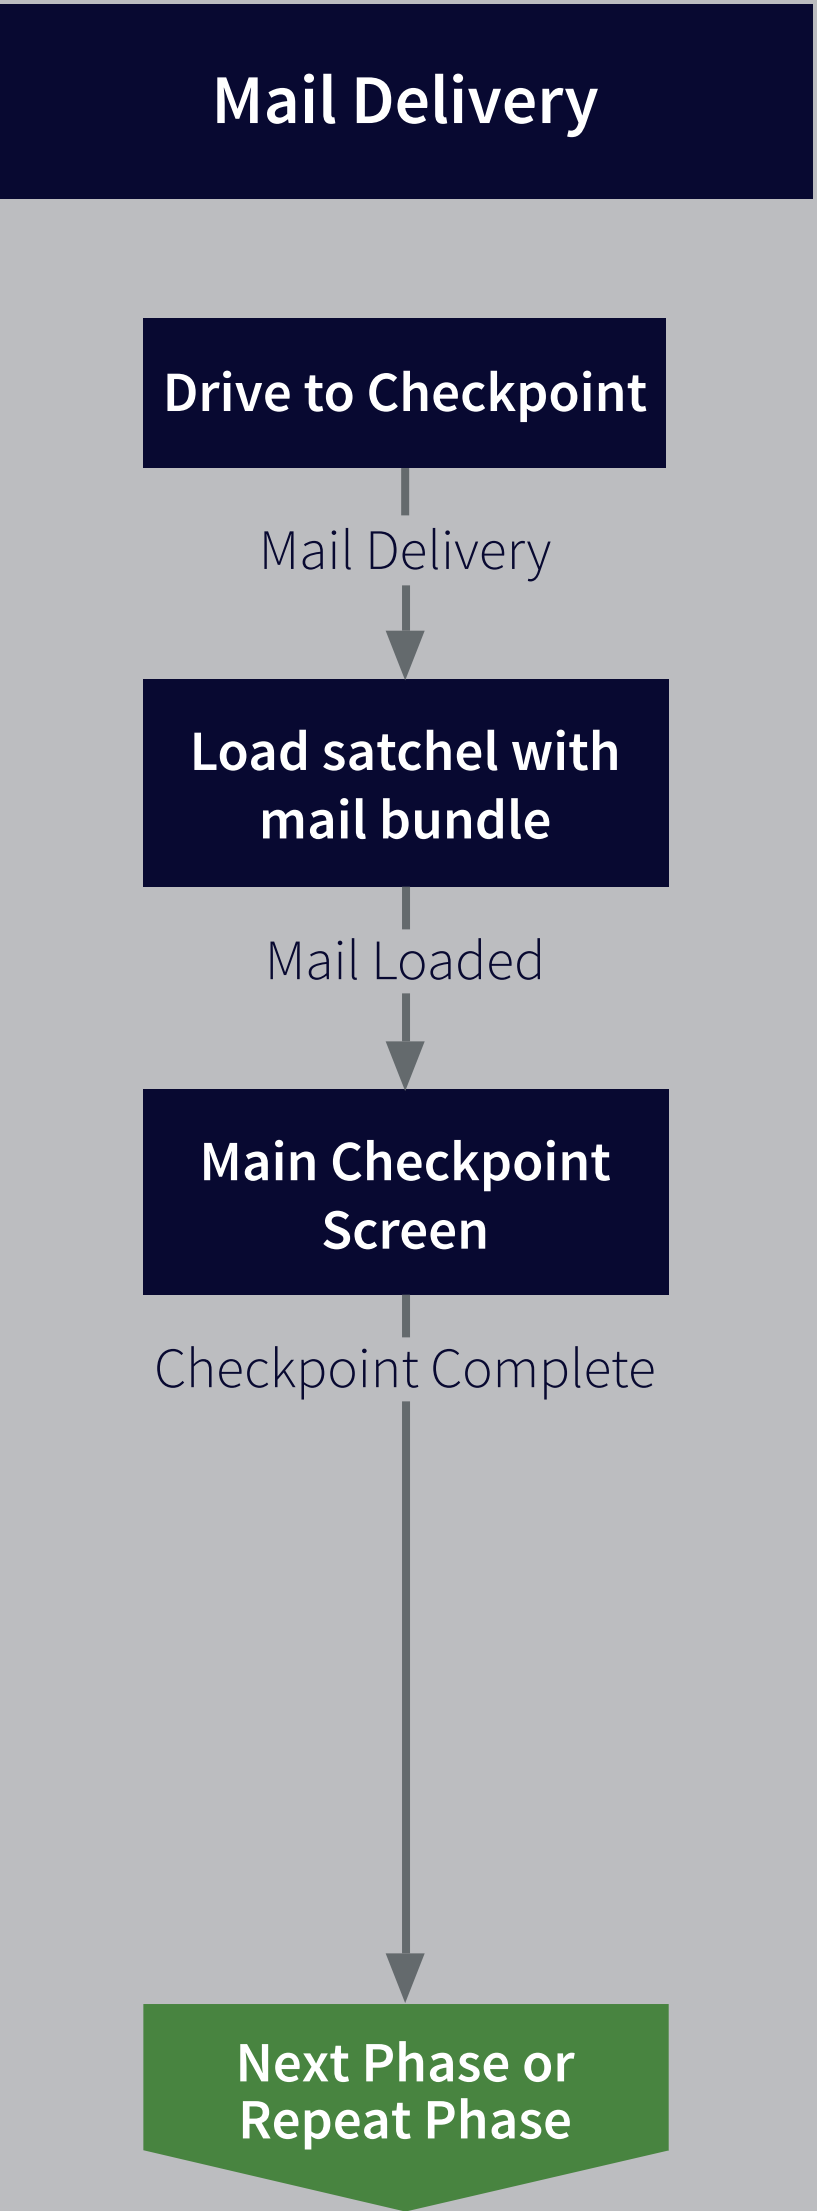 Mail Delivery
Drive to Checkpoint
Mail Delivery
Load satchel with
mail bundle
Mail Loaded
Main Checkpoint
Screen
Checkpoint Complete
Next Phase or
Repeat Phase